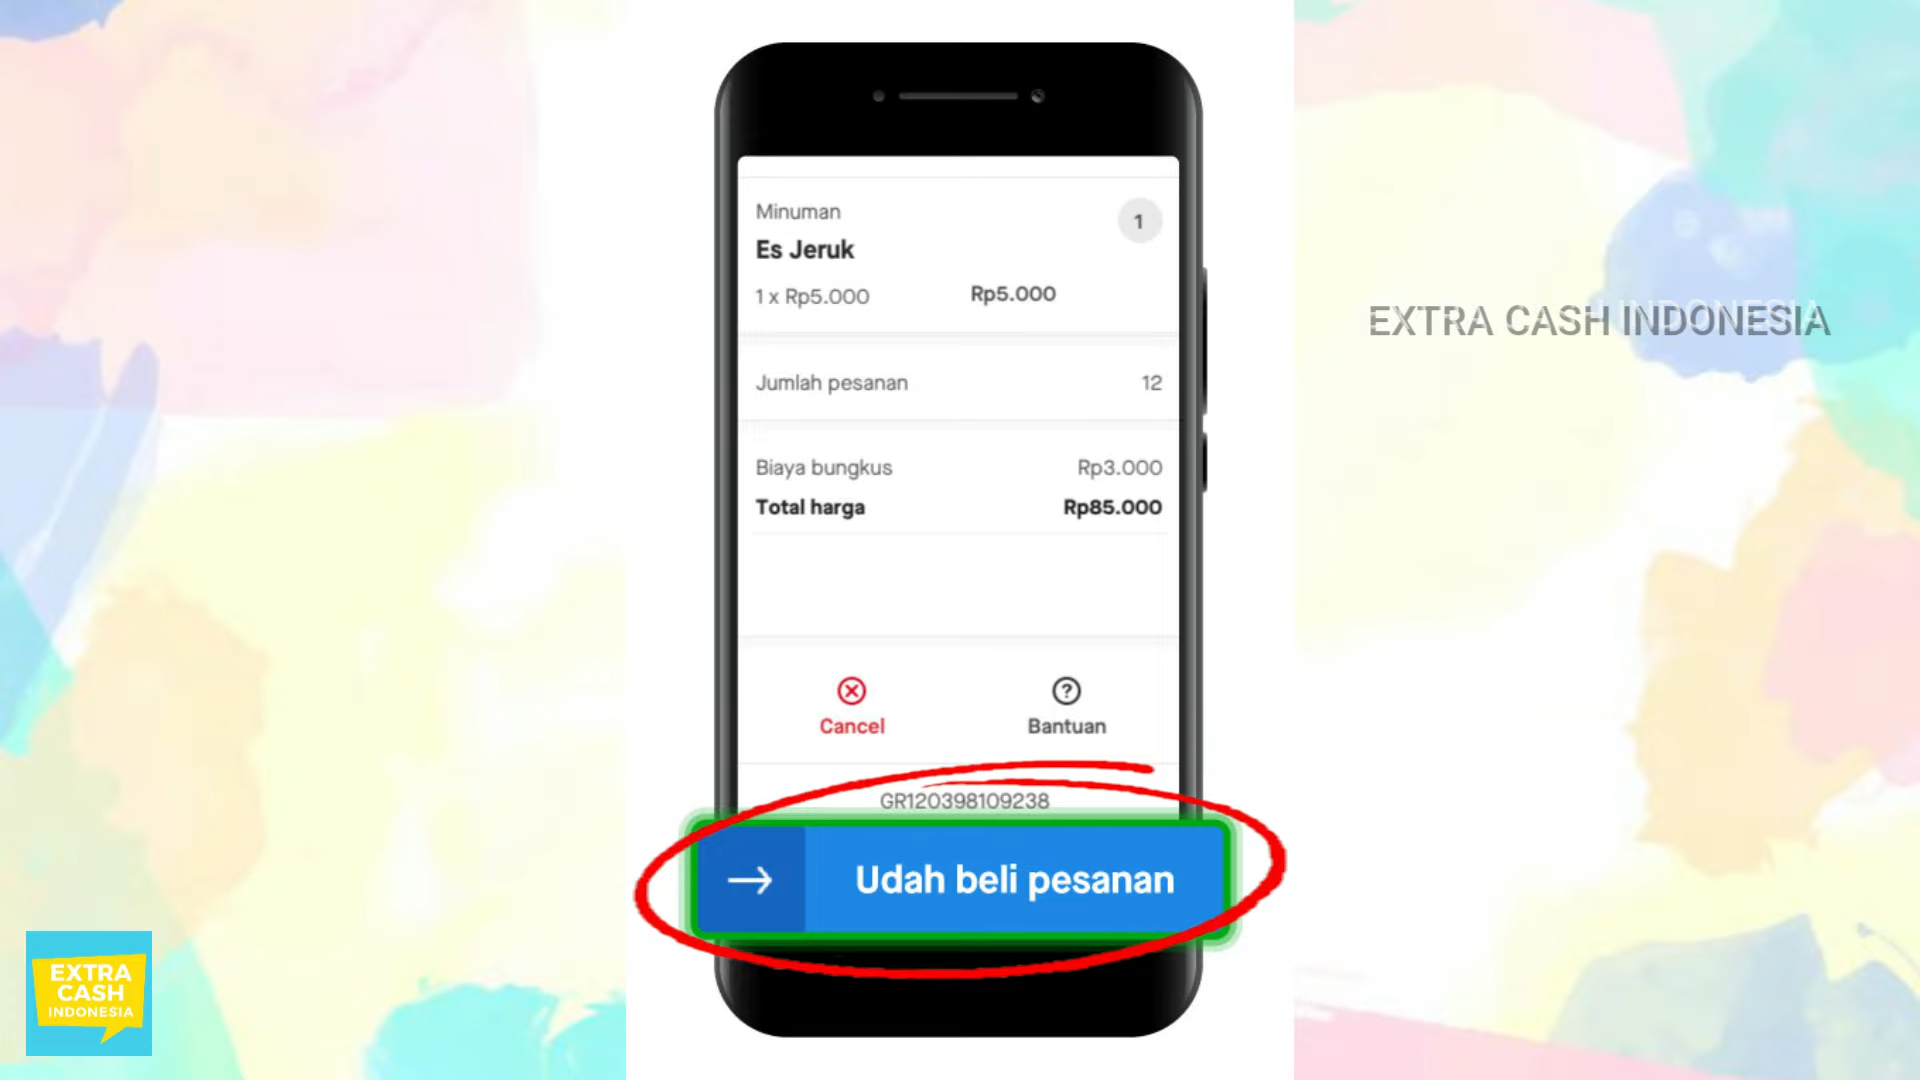 Minuman
1
Es Jeruk
1 x Rp5.000
Rp5.000
Jumlah pesanan
12
Biaya bungkus
Rp3.000
Total harga
Rp85.000
Cancel
Bantuan
GR120398109238
Udah beli pesanan
EXTRA CASH INDONESIA
EXTRA
CASH
INDONESIA